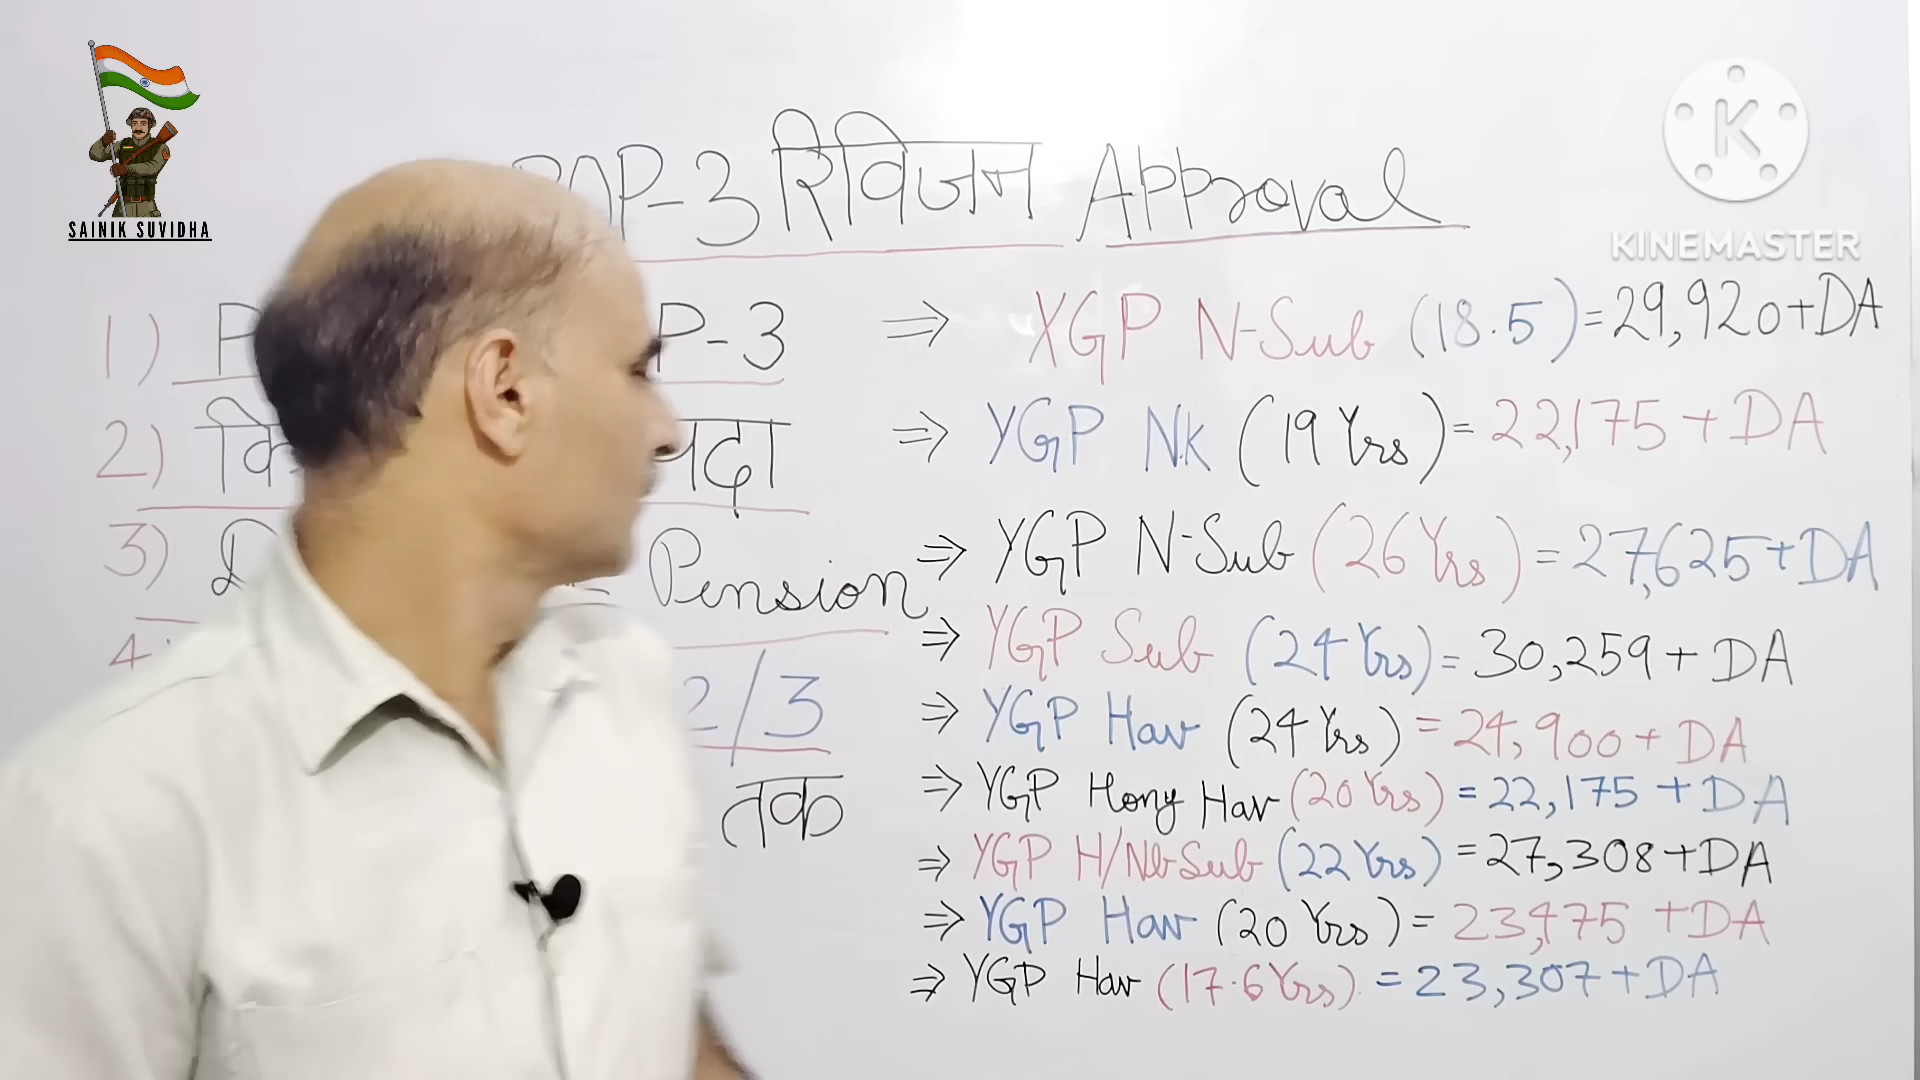 SAINIK SUVIDHA
KINEMASTER
P-3 रिविजन Approval
1) P-3
2)
3) Pension
4
2/3
तक
⇒ XGP N-Sub (18.5) = 29,920+DA
⇒ YGP Nk (19 Yrs) = 22,175 + DA
⇒ YGP N-Sub (26 Yrs) = 27,625+DA
⇒ YGP Sub (24 Yrs) = 30,259 + DA
⇒ YGP Hav (24 Yrs) = 24,900 + DA
⇒ YGP Hony Hav (20 Yrs) = 22,175 + DA
⇒ YGP H/Nb Sub (22 Yrs) = 27,308+DA
⇒ YGP Hav (20 Yrs) = 23,475 + DA
⇒ YGP Hav (17.6 Yrs) = 23,307+DA